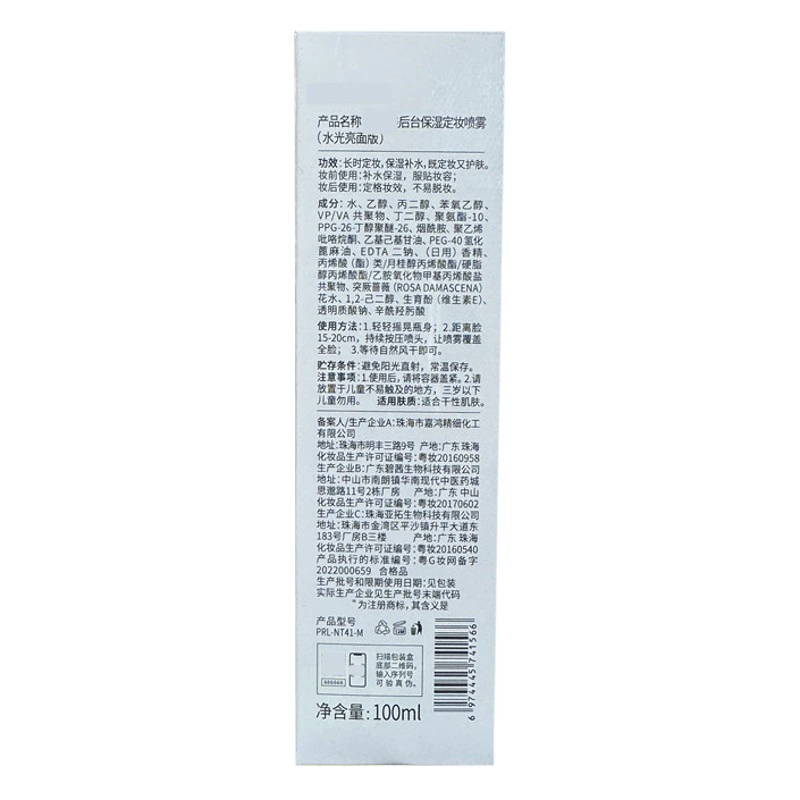 产品名称 后台保湿定妆喷雾
（水光亮面版）
功效：长时定妆，保湿补水，既定妆又护肤。
妆前使用：补水保湿，服贴妆容；
妆后使用：定格妆效，不易脱妆。
成分：水、乙醇、丙二醇、苯氧乙醇、
VP/VA 共聚物、丁二醇、聚氨酯-10、
PPG-26-丁醇聚醚-26、烟酰胺、聚乙烯
吡咯烷酮、乙基己基甘油、PEG-40 氢化
蓖麻油、EDTA 二钠、（日用）香精、
丙烯酸（酯）类/月桂醇丙烯酸酯/硬脂
醇丙烯酸酯/乙胺氧化物甲基丙烯酸盐
共聚物、突厥蔷薇（ROSA DAMASCENA）
花水、1,2-己二醇、生育酚（维生素E）、
透明质酸钠、辛酰羟肟酸
使用方法：1.轻轻摇晃瓶身；2.距离脸
15-20cm，持续按压喷头，让喷雾覆盖
全脸； 3.等待自然风干即可。
贮存条件：避免阳光直射，常温保存。
注意事项：1.使用后，请将容器盖紧。2.请
放置于儿童不易触及的地方，三岁以下
儿童勿用。 适用肤质：适合干性肌肤。
备案人/生产企业A：珠海市嘉鸿精细化工
有限公司
地址：珠海市明丰三路9号 产地：广东 珠海
化妆品生产许可证编号：粤妆20160958
生产企业B：广东碧茜生物科技有限公司
地址：中山市南朗镇华南现代中医药城
思邈路11号2栋厂房 产地：广东 中山
化妆品生产许可证编号：粤妆20170602
生产企业C：珠海亚拓生物科技有限公司
地址：珠海市金湾区平沙镇升平大道东
183号厂房B三楼 产地：广东 珠海
化妆品生产许可证编号：粤妆20160540
产品执行的标准编号：粤G妆网备字
2022000659 合格品
生产批号和限期使用日期：见包装
实际生产企业见生产批号末端代码
"为注册商标，其含义是
产品型号
PRL-NT41-M
12M
扫描包装盒
底部二维码，
输入序列号
可验真伪。
666666
净含量：100ml
6 974445 741566